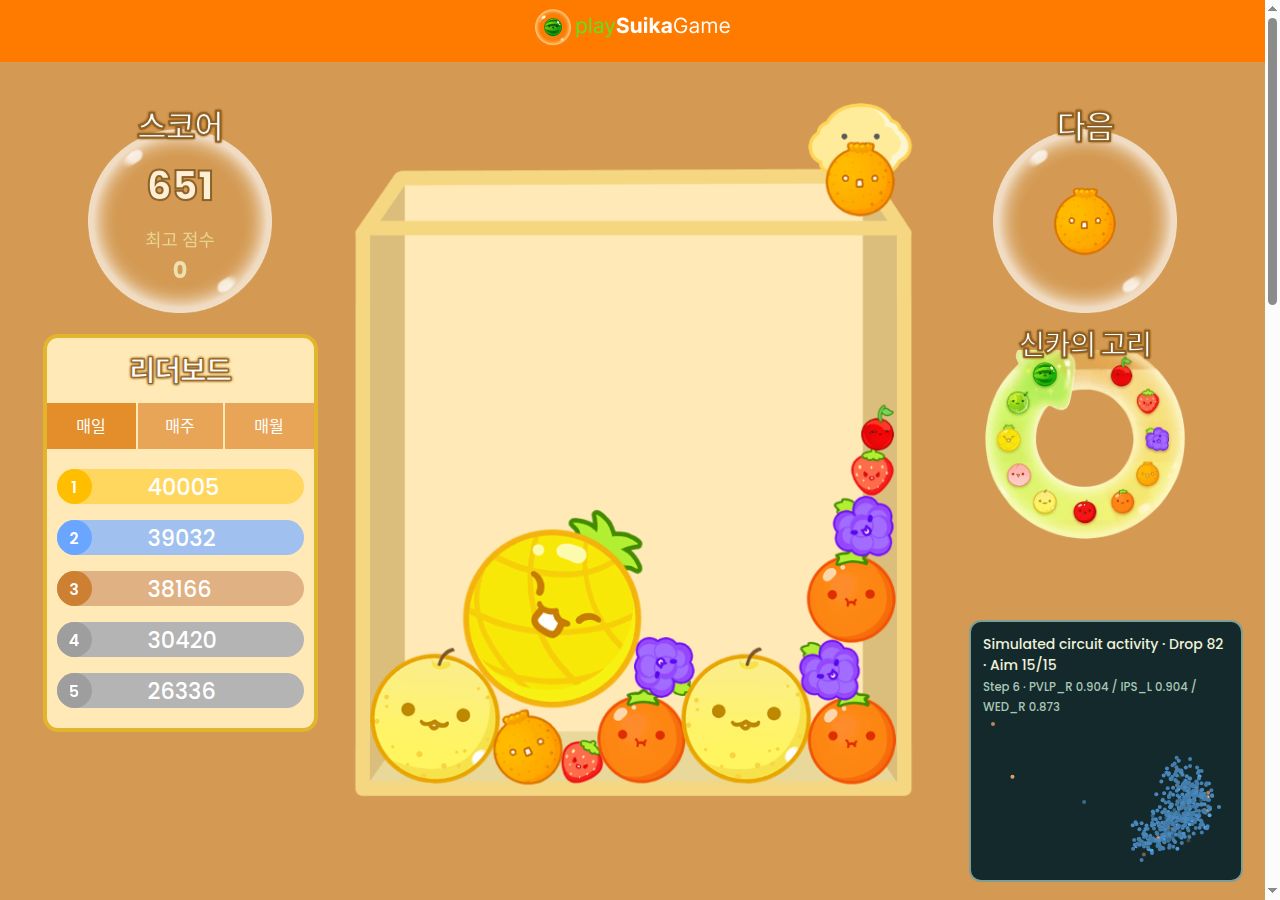 playSuikaGame
스코어
651
최고 점수
0
리더보드
매일 매주 매월
1 40005
2 39032
3 38166
4 30420
5 26336
다음
신카의 고리
Simulated circuit activity · Drop 82
· Aim 15/15
Step 6 · PVLP_R 0.904 / IPS_L 0.904 /
WED_R 0.873